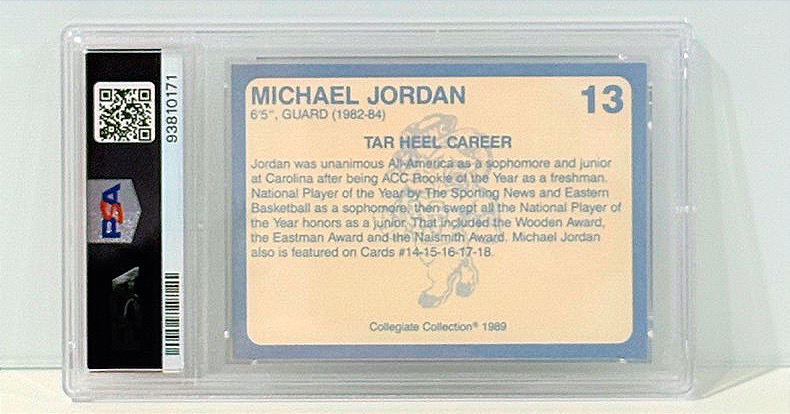 MICHAEL JORDAN 13
6'5", GUARD (1982-84)
TAR HEEL CAREER
Jordan was unanimous All-America as a sophomore and junior
at Carolina after being ACC Rookie of the Year as a freshman.
National Player of the Year by The Sporting News and Eastern
Basketball as a sophomore, then swept all the National Player of
the Year honors as a junior. That included the Wooden Award,
the Eastman Award and the Naismith Award. Michael Jordan
also is featured on Cards #14-15-16-17-18.
Collegiate Collection® 1989
PSA
93810171